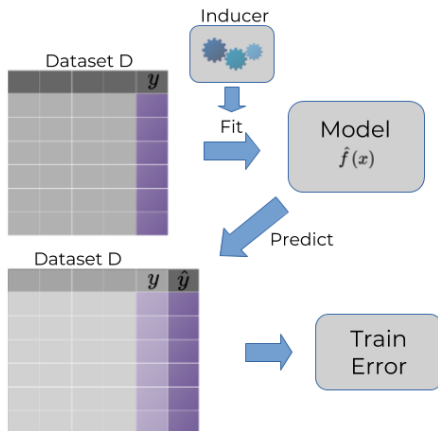 Inducer
Dataset D
y
Fit
Model
f̂(x)
Predict
Dataset D
y ŷ
Train
Error